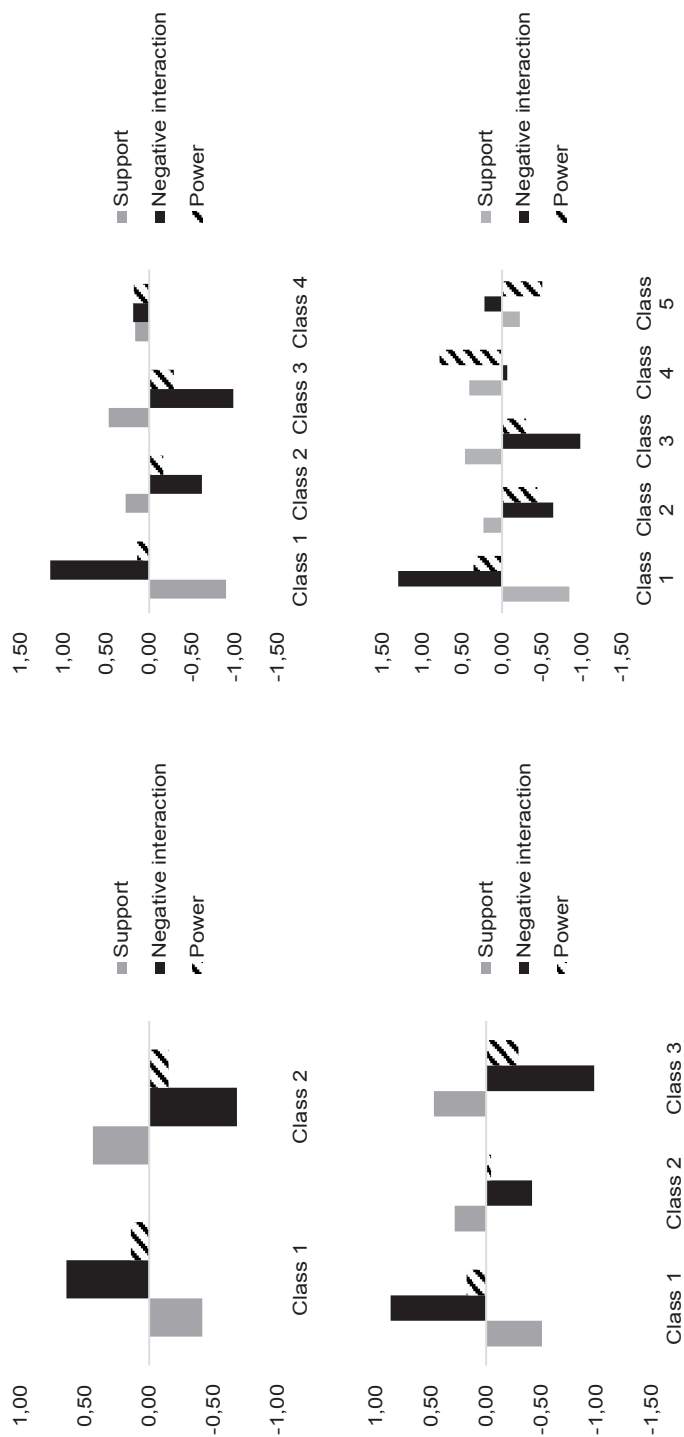 1,00
0,50
0,00
-0,50
-1,00
Class 1
Class 2
Support
Negative interaction
Power
1,50
1,00
0,50
0,00
-0,50
-1,00
-1,50
Class 1 Class 2 Class 3 Class 4
Support
Negative interaction
Power
1,00
0,50
0,00
-0,50
-1,00
-1,50
Class 1 Class 2 Class 3
Support
Negative interaction
Power
1,50
1,00
0,50
0,00
-0,50
-1,00
-1,50
Class Class Class Class Class
1 2 3 4 5
Support
Negative interaction
Power